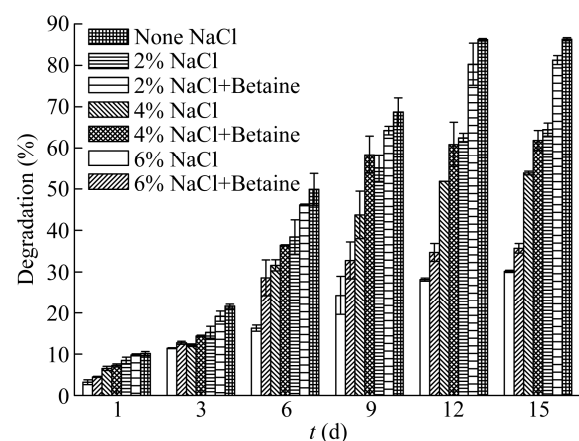 90
80
70
60
50
40
30
20
10
0
Degradation (%)
None NaCl
2% NaCl
2% NaCl+Betaine
4% NaCl
4% NaCl+Betaine
6% NaCl
6% NaCl+Betaine
1 3 6 9 12 15
t (d)